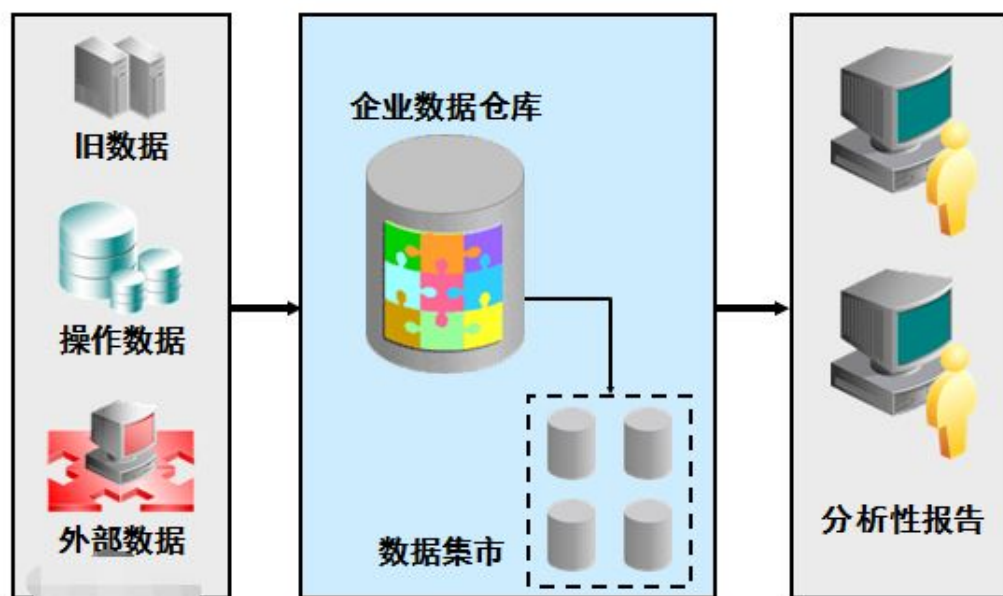 旧数据
操作数据
外部数据
企业数据仓库
数据集市
分析性报告